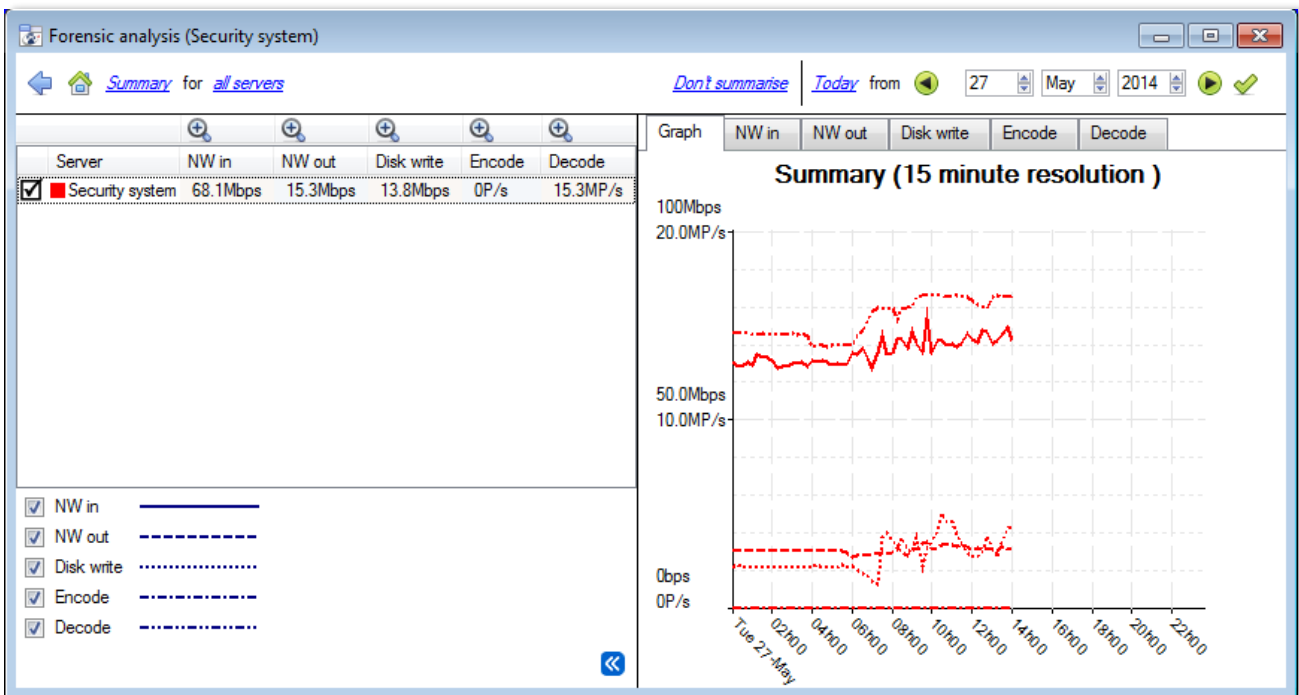 Forensic analysis (Security system)
Summary for all servers
Don't summarise Today from 27 May 2014
Server NW in NW out Disk write Encode Decode
Security system 68.1Mbps 15.3Mbps 13.8Mbps 0P/s 15.3MP/s
NW in
NW out
Disk write
Encode
Decode
Graph NW in NW out Disk write Encode Decode
Summary (15 minute resolution )
100Mbps
20.0MP/s
50.0Mbps
10.0MP/s
0bps
0P/s
Tue 27-May 02h00 04h00 06h00 08h00 10h00 12h00 14h00 16h00 18h00 20h00 22h00